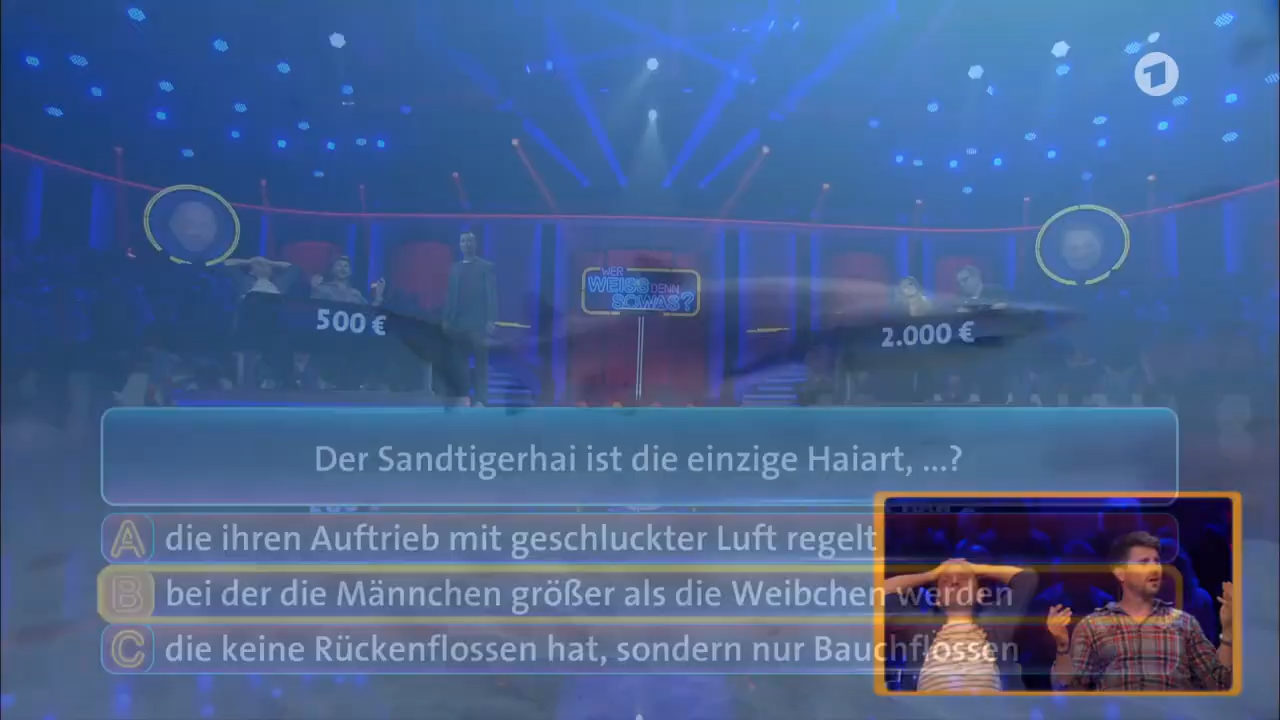 1
WER
WEISS DENN
SOWAS?
500 €
2.000 €
Der Sandtigerhai ist die einzige Haiart, ...?
A die ihren Auftrieb mit geschluckter Luft regelt
B bei der die Männchen größer als die Weibchen werden
C die keine Rückenflossen hat, sondern nur Bauchflossen